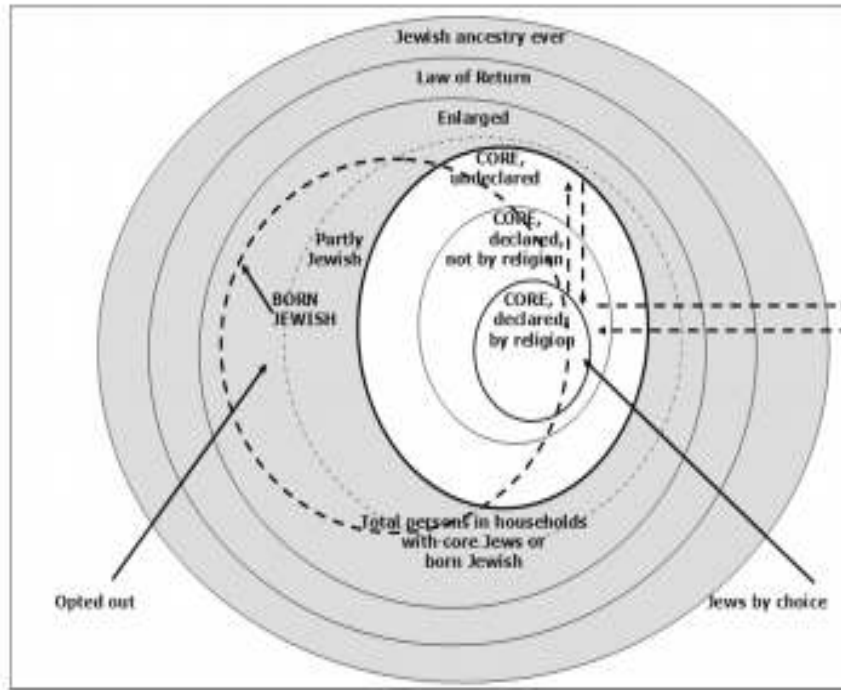 Jewish ancestry ever
Law of Return
Enlarged
CORE,
undeclared
Partly
Jewish
CORE,
declared,
not by religion
BORN
JEWISH
CORE,
declared
by religion
Total persons in households
with core Jews or
born Jewish
Opted out
Jews by choice